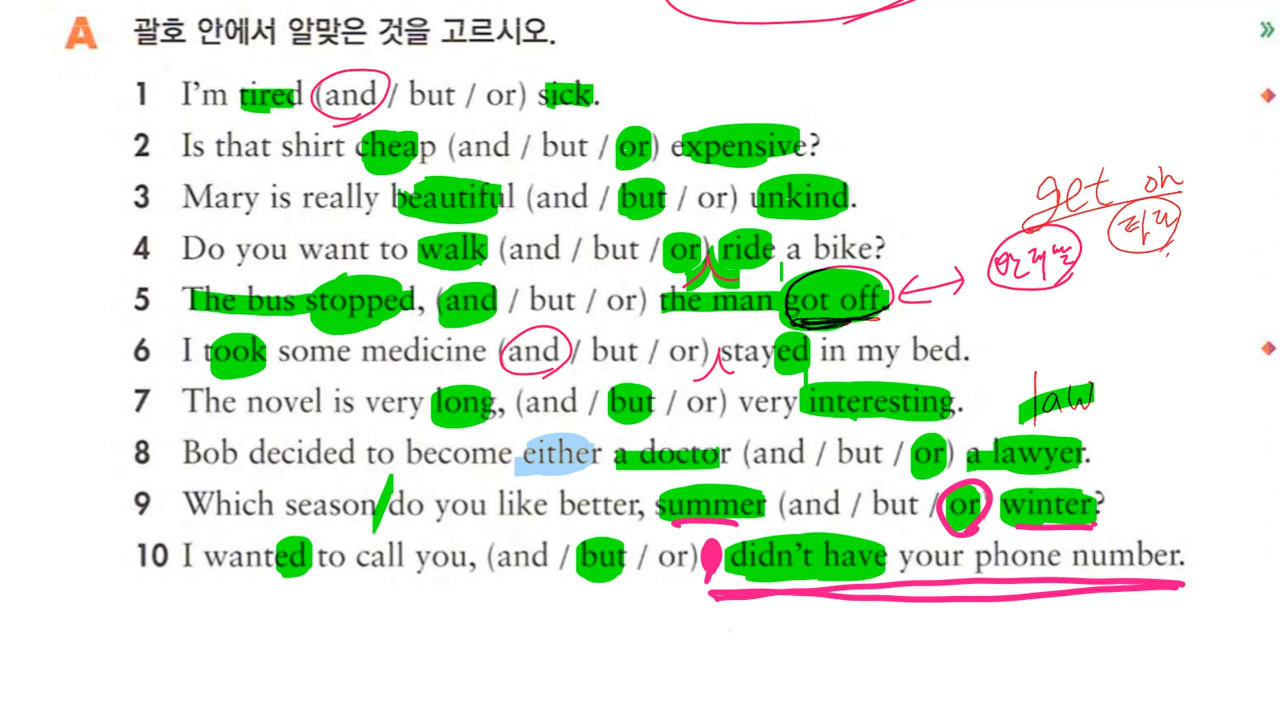 A 괄호 안에서 알맞은 것을 고르시오.
1 I'm tired (and / but / or) sick.
2 Is that shirt cheap (and / but / or) expensive?
3 Mary is really beautiful (and / but / or) unkind.
get on
타다
4 Do you want to walk (and / but / or) ride a bike?
5 The bus stopped, (and / but / or) the man got off.
6 I took some medicine (and / but / or) stayed in my bed.
7 The novel is very long, (and / but / or) very interesting.
law
8 Bob decided to become either a doctor (and / but / or) a lawyer.
9 Which season do you like better, summer (and / but / or) winter?
10 I wanted to call you, (and / but / or) didn't have your phone number.